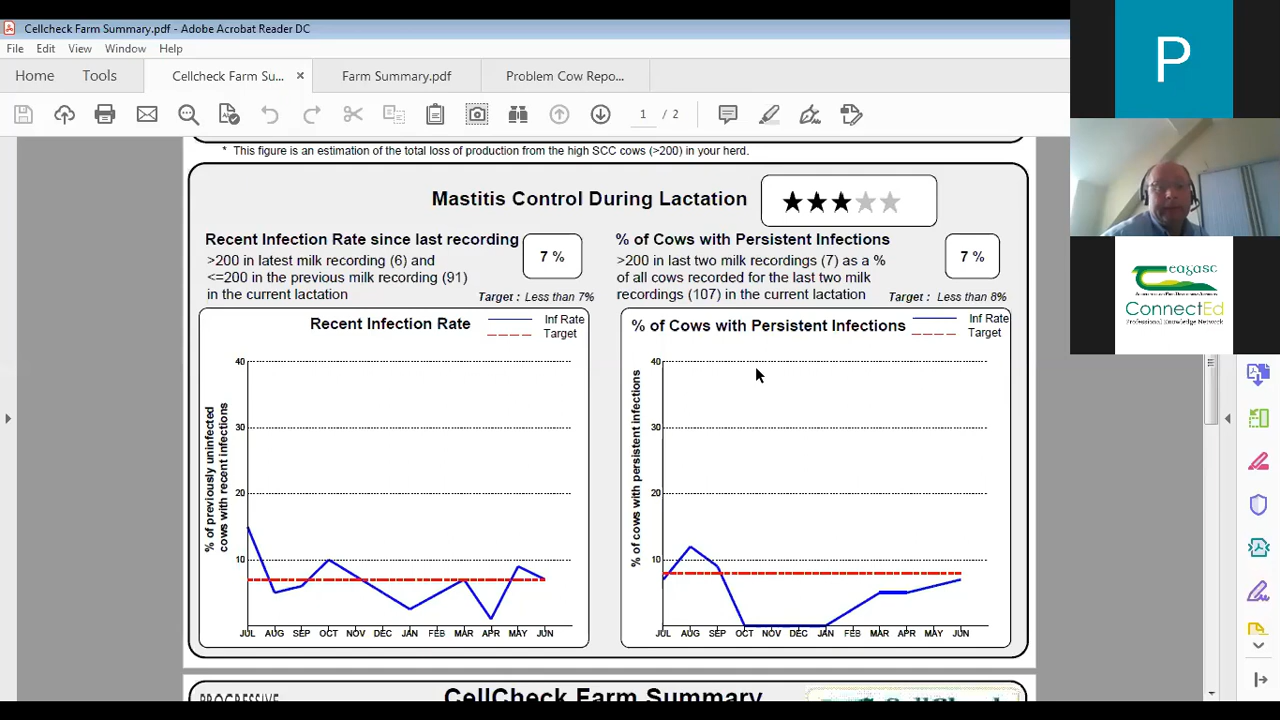 Cellcheck Farm Summary.pdf - Adobe Acrobat Reader DC
File Edit View Window Help
Home Tools Cellcheck Farm Su... × Farm Summary.pdf Problem Cow Repo...
1 / 2
P
* This figure is an estimation of the total loss of production from the high SCC cows (>200) in your herd.
Mastitis Control During Lactation
Recent Infection Rate since last recording
7 %
>200 in latest milk recording (6) and
<=200 in the previous milk recording (91)
in the current lactation
Target : Less than 7%
% of Cows with Persistent Infections
7 %
>200 in last two milk recordings (7) as a %
of all cows recorded for the last two milk
recordings (107) in the current lactation
Target : Less than 8%
Recent Infection Rate
Inf Rate
Target
% of previously uninfected
cows with recent infections
40
30
20
10
JUL AUG SEP OCT NOV DEC JAN FEB MAR APR MAY JUN
% of Cows with Persistent Infections
Inf Rate
Target
% of cows with persistent infections
40
30
20
10
JUL AUG SEP OCT NOV DEC JAN FEB MAR APR MAY JUN
eagasc
ConnectEd
Professional Knowledge Network
PROGRESSIVE
CellCheck Farm Summary